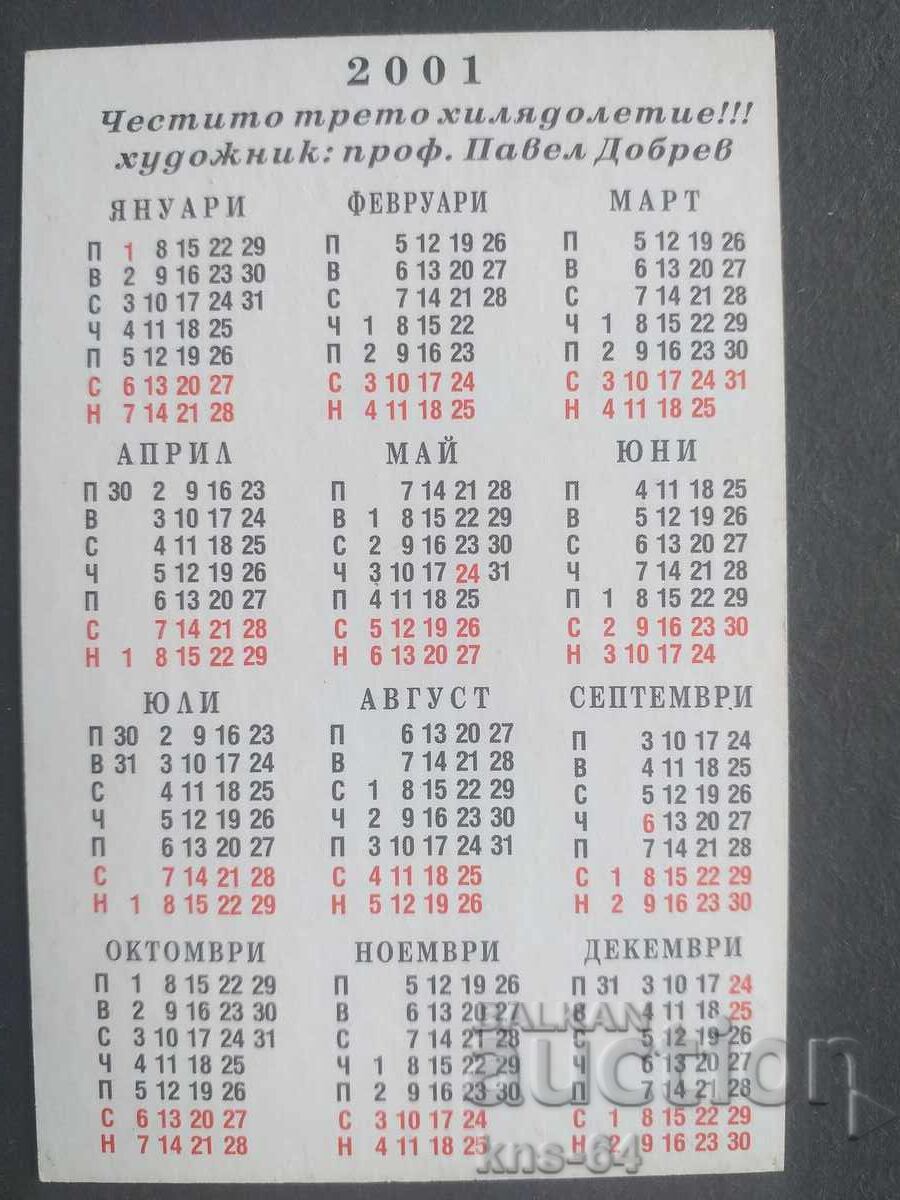 2001
Честито трето хилядолетие!!!
художник: проф. Павел Добрев
ЯНУАРИ
П 1 8 15 22 29
В 2 9 16 23 30
С 3 10 17 24 31
Ч 4 11 18 25
П 5 12 19 26
С 6 13 20 27
Н 7 14 21 28
ФЕВРУАРИ
П 5 12 19 26
В 6 13 20 27
С 7 14 21 28
Ч 1 8 15 22
П 2 9 16 23
С 3 10 17 24
Н 4 11 18 25
МАРТ
П 5 12 19 26
В 6 13 20 27
С 7 14 21 28
Ч 1 8 15 22 29
П 2 9 16 23 30
С 3 10 17 24 31
Н 4 11 18 25
АПРИЛ
П 30 2 9 16 23
В 3 10 17 24
С 4 11 18 25
Ч 5 12 19 26
П 6 13 20 27
С 7 14 21 28
Н 1 8 15 22 29
МАЙ
П 7 14 21 28
В 1 8 15 22 29
С 2 9 16 23 30
Ч 3 10 17 24 31
П 4 11 18 25
С 5 12 19 26
Н 6 13 20 27
ЮНИ
П 4 11 18 25
В 5 12 19 26
С 6 13 20 27
Ч 7 14 21 28
П 1 8 15 22 29
С 2 9 16 23 30
Н 3 10 17 24
ЮЛИ
П 30 2 9 16 23
В 31 3 10 17 24
С 4 11 18 25
Ч 5 12 19 26
П 6 13 20 27
С 7 14 21 28
Н 1 8 15 22 29
АВГУСТ
П 6 13 20 27
В 7 14 21 28
С 1 8 15 22 29
Ч 2 9 16 23 30
П 3 10 17 24 31
С 4 11 18 25
Н 5 12 19 26
СЕПТЕМВРИ
П 3 10 17 24
В 4 11 18 25
С 5 12 19 26
Ч 6 13 20 27
П 7 14 21 28
С 1 8 15 22 29
Н 2 9 16 23 30
ОКТОМВРИ
П 1 8 15 22 29
В 2 9 16 23 30
С 3 10 17 24 31
Ч 4 11 18 25
П 5 12 19 26
С 6 13 20 27
Н 7 14 21 28
НОЕМВРИ
П 5 12 19 26
В 6 13 20 27
С 7 14 21 28
Ч 1 8 15 22 29
П 2 9 16 23 30
С 3 10 17 24
Н 4 11 18 25
ДЕКЕМВРИ
П 31 3 10 17 24
В 4 11 18 25
С 5 12 19 26
Ч 6 13 20 27
П 7 14 21 28
С 1 8 15 22 29
Н 2 9 16 23 30
BALKAN
auction
kns-64